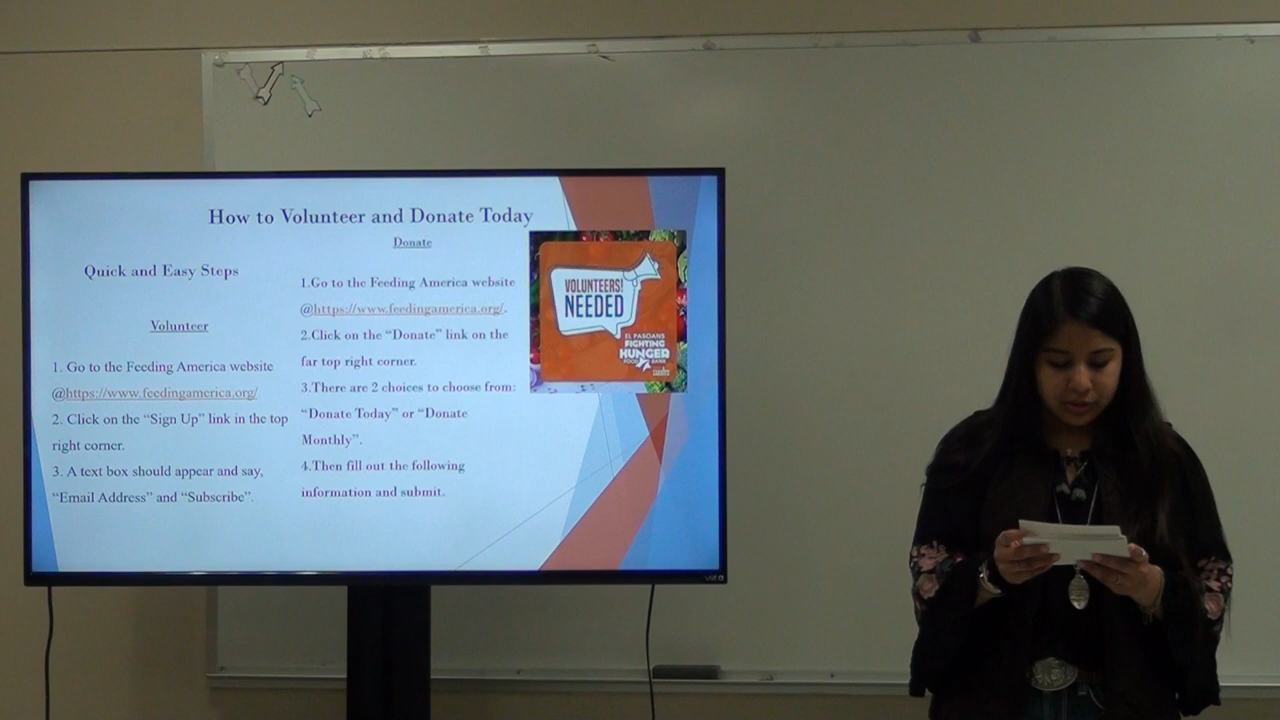 How to Volunteer and Donate Today
Quick and Easy Steps
Volunteer
1. Go to the Feeding America website
@https://www.feedingamerica.org/
2. Click on the “Sign Up” link in the top
right corner.
3. A text box should appear and say,
“Email Address” and “Subscribe”.
Donate
1.Go to the Feeding America website
@https://www.feedingamerica.org/.
2.Click on the “Donate” link on the
far top right corner.
3.There are 2 choices to choose from:
“Donate Today” or “Donate
Monthly”.
4.Then fill out the following
information and submit.
VOLUNTEERS!
NEEDED
EL PASOANS
FIGHTING
HUNGER
FOOD BANK